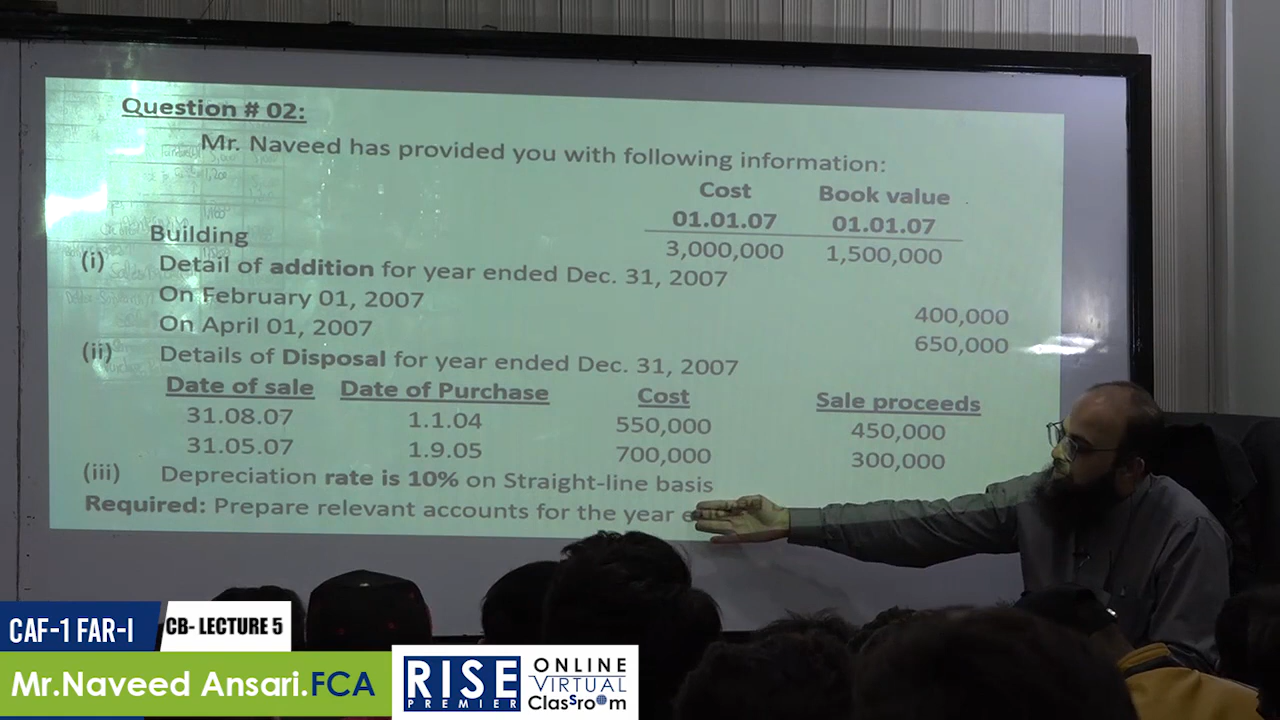 Question # 02:
Mr. Naveed has provided you with following information:
Cost Book value
01.01.07 01.01.07
Building 3,000,000 1,500,000
(i) Detail of addition for year ended Dec. 31, 2007
On February 01, 2007 400,000
On April 01, 2007 650,000
(ii) Details of Disposal for year ended Dec. 31, 2007
Date of sale Date of Purchase Cost Sale proceeds
31.08.07 1.1.04 550,000 450,000
31.05.07 1.9.05 700,000 300,000
(iii) Depreciation rate is 10% on Straight-line basis
Required: Prepare relevant accounts for the year
CAF-1 FAR-I
CB- LECTURE 5
Mr.Naveed Ansari.FCA
RISE
PREMIER
ONLINE
VIRTUAL
Classroom